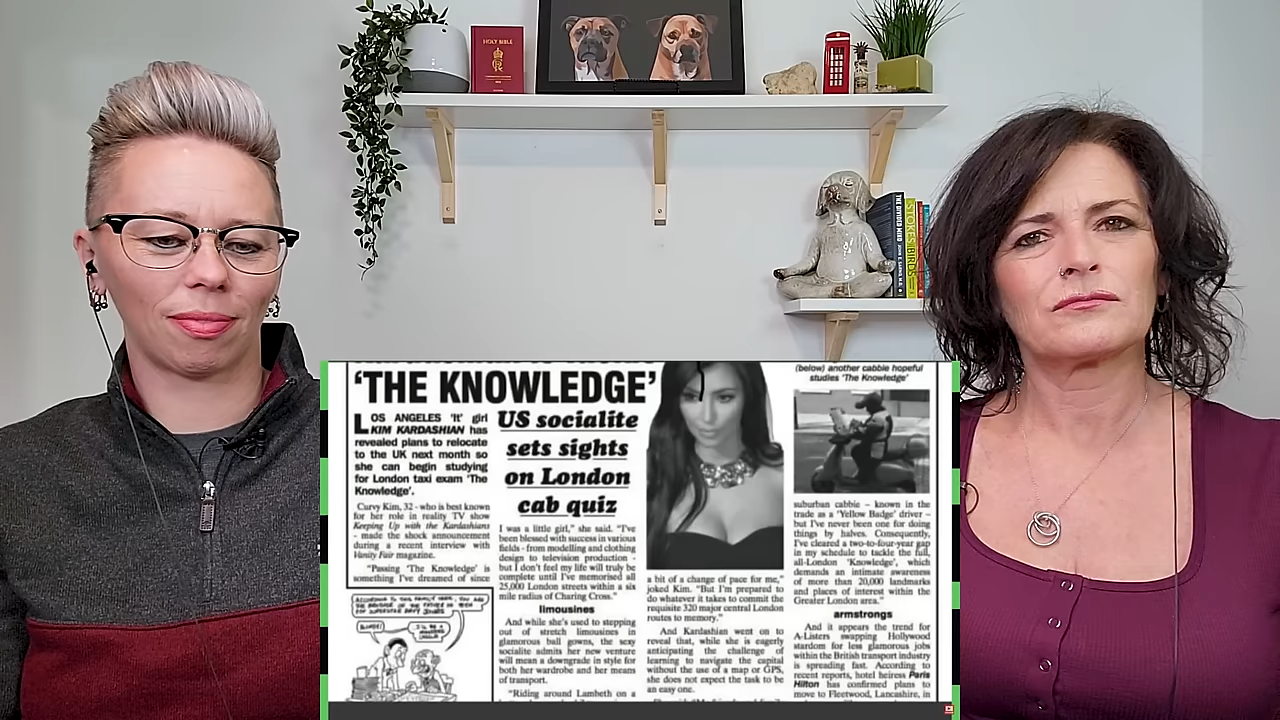 HOLY BIBLE
THE DIVIDED MIND
STOKES
BIRDS
'THE KNOWLEDGE'
LOS ANGELES 'It' girl
KIM KARDASHIAN has
revealed plans to relocate
to the UK next month so
she can begin studying
for London taxi exam 'The
Knowledge'.
Curvy Kim, 32 - who is best known
for her role in reality TV show
Keeping Up with the Kardashians
- made the shock announcement
during a recent interview with
Vanity Fair magazine.
"Passing 'The Knowledge' is
something I've dreamed of since
US socialite
sets sights
on London
cab quiz
I was a little girl," she said. "I've
been blessed with success in various
fields - from modelling and clothing
design to television production -
but I don't feel my life will truly be
complete until I've memorised all
25,000 London streets within a six
mile radius of Charing Cross."
limousines
And while she's used to stepping
out of stretch limousines in
glamorous ball gowns, the sexy
socialite admits her new venture
will mean a downgrade in style for
both her wardrobe and her means
of transport.
"Riding around Lambeth on a
a bit of a change of pace for me,"
joked Kim. "But I'm prepared to
do whatever it takes to commit the
requisite 320 major central London
routes to memory."
And Kardashian went on to
reveal that, while she is eagerly
anticipating the challenge of
learning to navigate the capital
without the use of a map or GPS,
she does not expect the task to be
an easy one.
(below) another cabbie hopeful
studies 'The Knowledge'
suburban cabbie – known in the
trade as a 'Yellow Badge' driver –
but I've never been one for doing
things by halves. Consequently,
I've cleared a two-to-four-year gap
in my schedule to tackle the full,
all-London 'Knowledge', which
demands an intimate awareness
of more than 20,000 landmarks
and places of interest within the
Greater London area."
armstrongs
And it appears the trend for
A-Listers swapping Hollywood
stardom for less glamorous jobs
within the British transport industry
is spreading fast. According to
recent reports, hotel heiress Paris
Hilton has confirmed plans to
move to Fleetwood, Lancashire, in